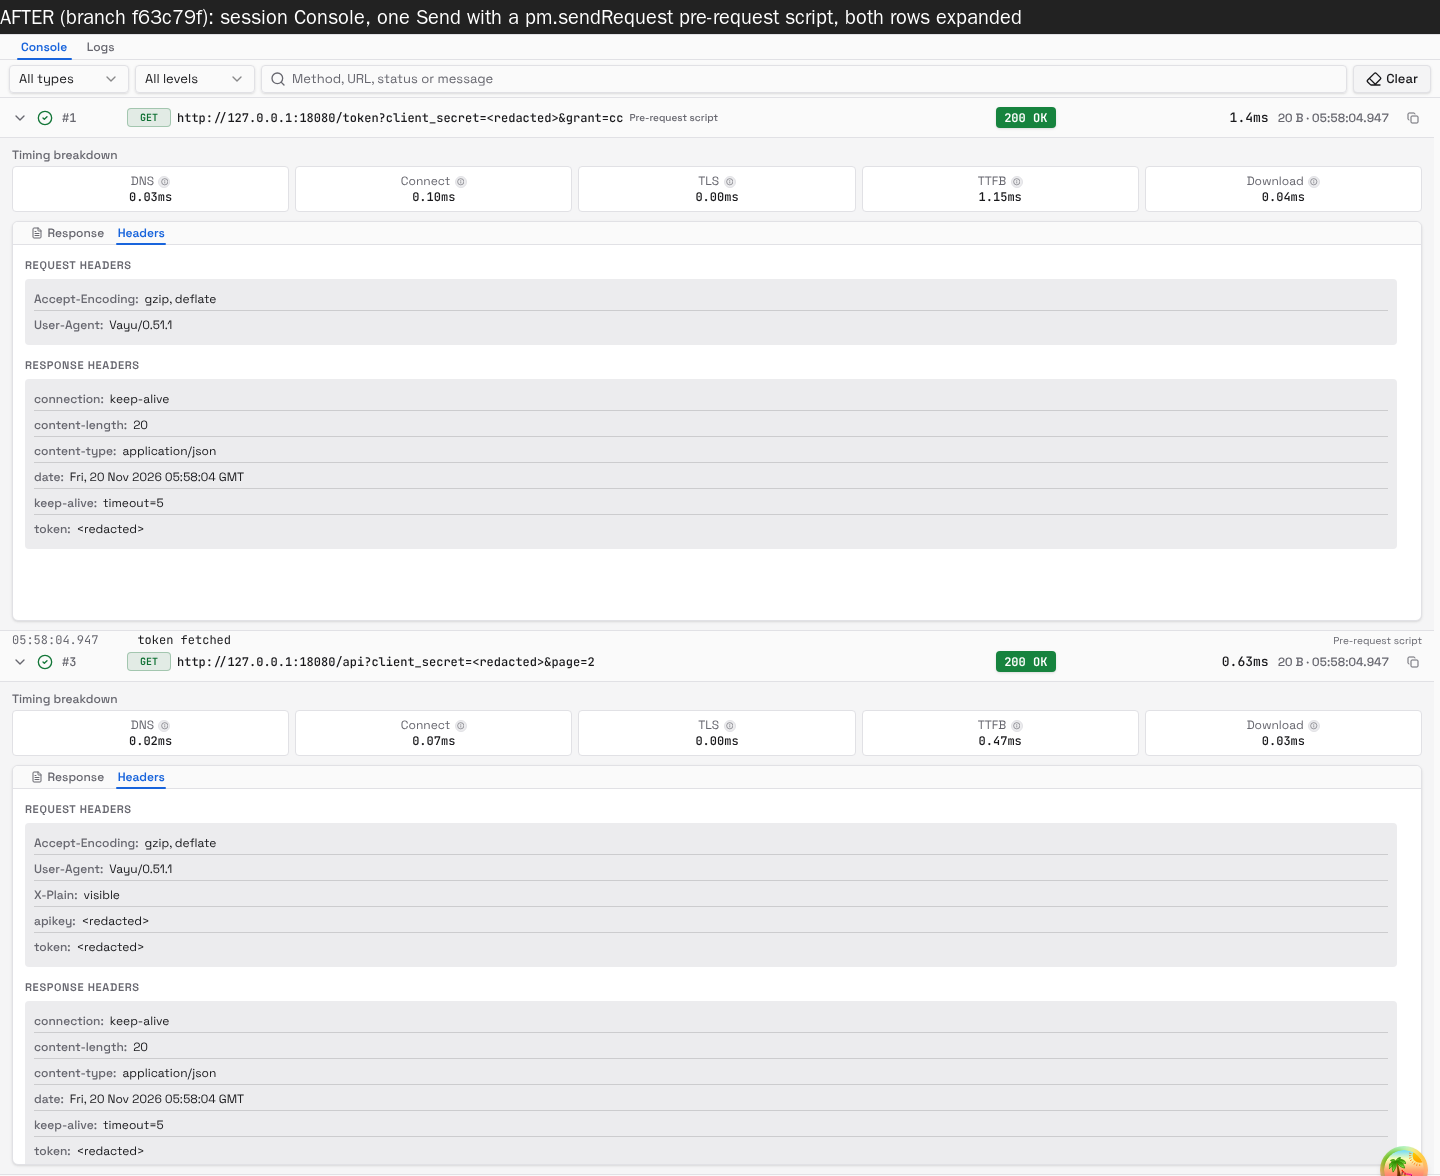 AFTER (branch f63c79f): session Console, one Send with a pm.sendRequest pre-request script, both rows expanded
Console Logs
All types All levels Method, URL, status or message Clear
#1 GET http://127.0.0.1:18080/token?client_secret=<redacted>&grant=cc Pre-request script 200 OK 1.4ms 20 B · 05:58:04.947
Timing breakdown
DNS Connect TLS TTFB Download
0.03ms 0.10ms 0.00ms 1.15ms 0.04ms
Response Headers
REQUEST HEADERS
Accept-Encoding: gzip, deflate
User-Agent: Vayu/0.51.1
RESPONSE HEADERS
connection: keep-alive
content-length: 20
content-type: application/json
date: Fri, 20 Nov 2026 05:58:04 GMT
keep-alive: timeout=5
token: <redacted>
05:58:04.947 token fetched Pre-request script
#3 GET http://127.0.0.1:18080/api?client_secret=<redacted>&page=2 200 OK 0.63ms 20 B · 05:58:04.947
Timing breakdown
DNS Connect TLS TTFB Download
0.02ms 0.07ms 0.00ms 0.47ms 0.03ms
Response Headers
REQUEST HEADERS
Accept-Encoding: gzip, deflate
User-Agent: Vayu/0.51.1
X-Plain: visible
apikey: <redacted>
token: <redacted>
RESPONSE HEADERS
connection: keep-alive
content-length: 20
content-type: application/json
date: Fri, 20 Nov 2026 05:58:04 GMT
keep-alive: timeout=5
token: <redacted>